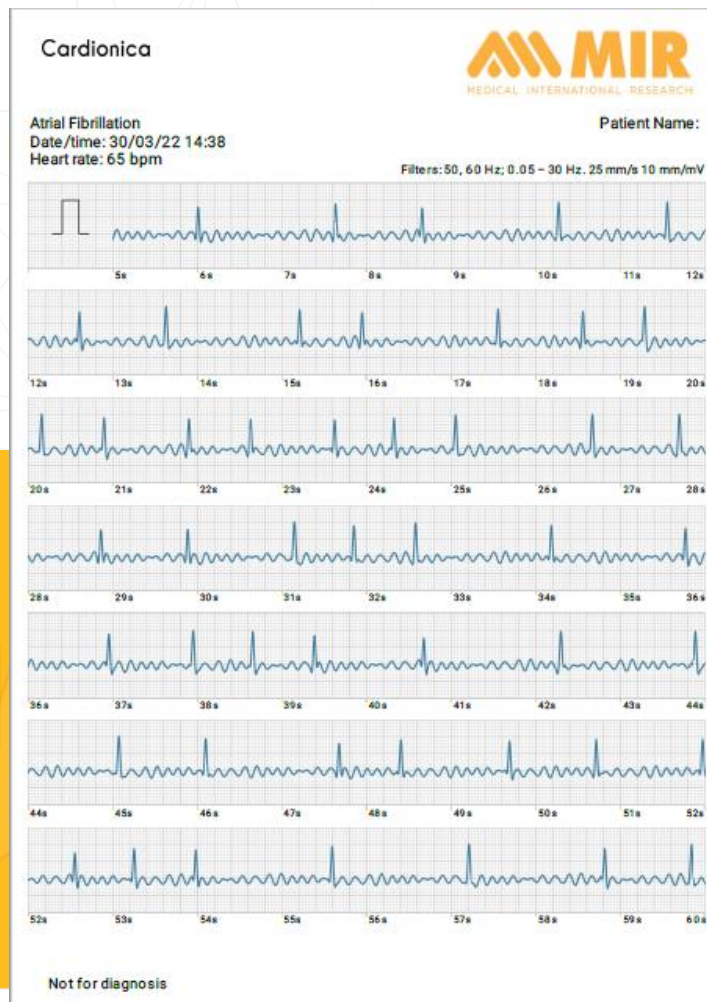 Cardionica
MIR
MEDICAL INTERNATIONAL RESEARCH
Atrial Fibrillation
Date/time: 30/03/22 14:38
Heart rate: 65 bpm
Patient Name:
Filters: 50, 60 Hz; 0.05 – 30 Hz. 25 mm/s 10 mm/mV
5s 6s 7s 8s 9s 10s 11s 12s
12s 13s 14s 15s 16s 17s 18s 19s 20s
20s 21s 22s 23s 24s 25s 26s 27s 28s
28s 29s 30s 31s 32s 33s 34s 35s 36s
36s 37s 38s 39s 40s 41s 42s 43s 44s
44s 45s 46s 47s 48s 49s 50s 51s 52s
52s 53s 54s 55s 56s 57s 58s 59s 60s
Not for diagnosis